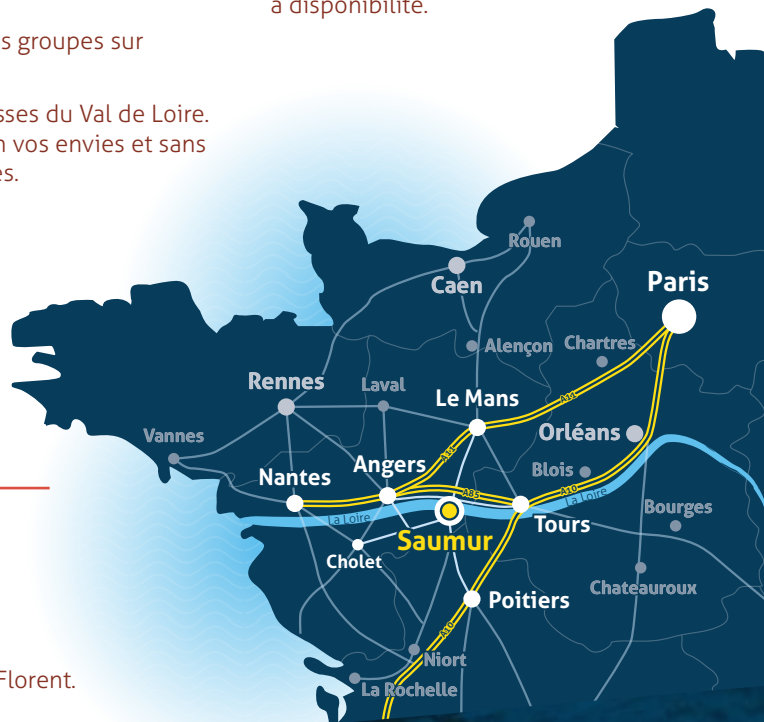 à disponibilité.
s groupes sur
sses du Val de Loire.
n vos envies et sans
es.
Rouen
Caen
Paris
Alençon
Chartres
Rennes
Laval
Le Mans
A11
Orléans
Vannes
Angers
A11
Blois
Nantes
A85
A10
La Loire
La Loire
Bourges
Saumur
Tours
Cholet
Chateauroux
Poitiers
A10
Niort
Florent.
La Rochelle